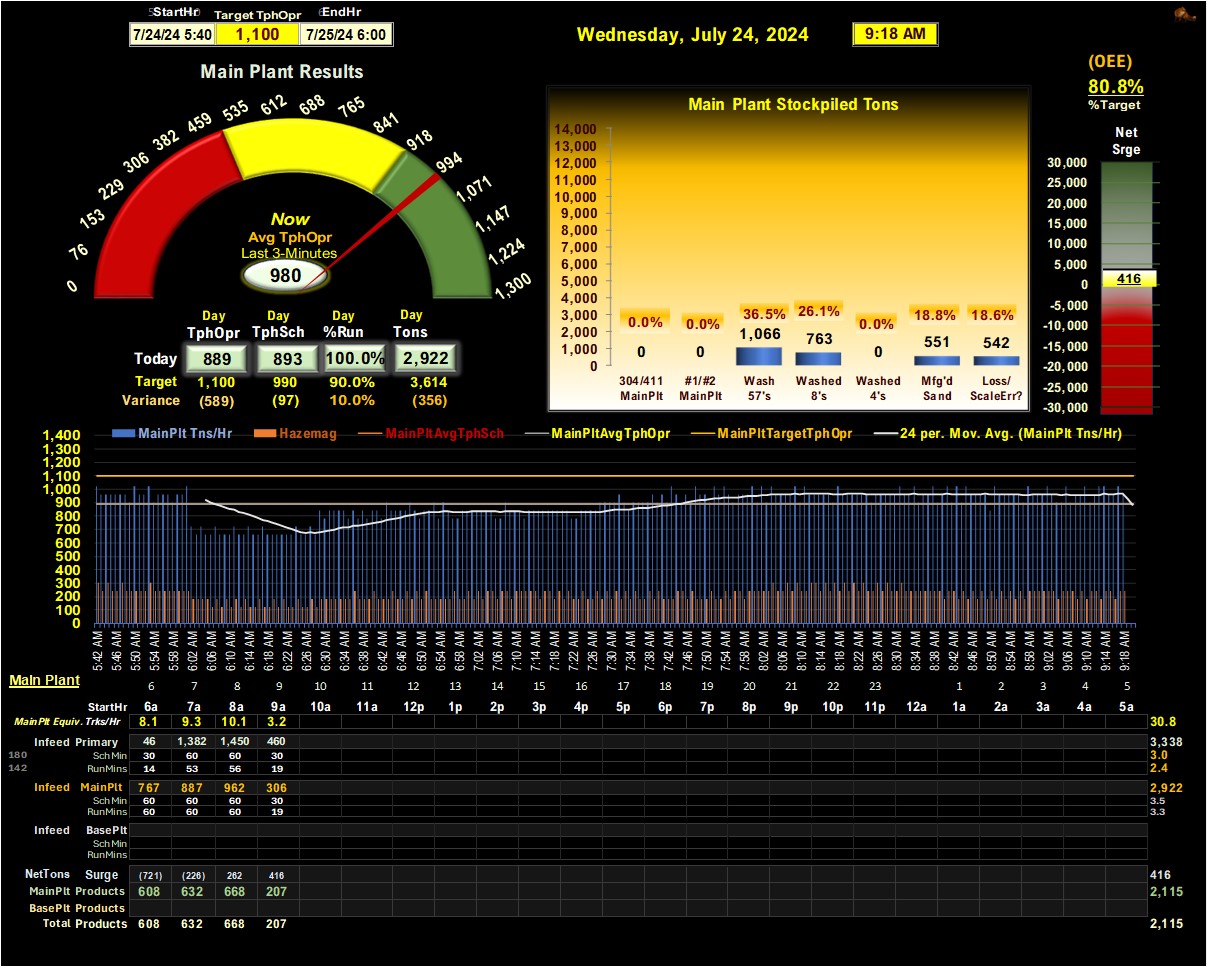 StartHr Target TphOpr EndHr
7/24/24 5:40 1,100 7/25/24 6:00
Wednesday, July 24, 2024 9:18 AM
(OEE)
80.8%
%Target
Main Plant Results
0 76 153 229 306 382 459 535 612 688 765 841 918 994 1,071 1,147 1,224 1,300
Now
Avg TphOpr
Last 3-Minutes
980
Day Day Day Day
TphOpr TphSch %Run Tons
Today 889 893 100.0% 2,922
Target 1,100 990 90.0% 3,614
Variance (589) (97) 10.0% (356)
Main Plant Stockpiled Tons
14,000
13,000
12,000
11,000
10,000
9,000
8,000
7,000
6,000
5,000
4,000
3,000
2,000
1,000
0
0.0% 0.0% 36.5% 26.1% 0.0% 18.8% 18.6%
0 0 1,066 763 0 551 542
304/411 #1/#2 Wash Washed Washed Mfg'd Loss/
MainPlt MainPlt 57's 8's 4's Sand ScaleErr?
Net
Srge
30,000
25,000
20,000
15,000
10,000
5,000
0
-5,000
-10,000
-15,000
-20,000
-25,000
-30,000
416
MainPlt Tns/Hr Hazemag MainPltAvgTphSch MainPltAvgTphOpr MainPltTargetTphOpr 24 per. Mov. Avg. (MainPlt Tns/Hr)
1,400
1,300
1,200
1,100
1,000
900
800
700
600
500
400
300
200
100
0
5:42 AM 5:46 AM 5:50 AM 5:54 AM 5:58 AM 6:02 AM 6:06 AM 6:10 AM 6:14 AM 6:18 AM 6:22 AM 6:26 AM 6:30 AM 6:34 AM 6:38 AM 6:42 AM 6:46 AM 6:50 AM 6:54 AM 6:58 AM 7:02 AM 7:06 AM 7:10 AM 7:14 AM 7:18 AM 7:22 AM 7:26 AM 7:30 AM 7:34 AM 7:38 AM 7:42 AM 7:46 AM 7:50 AM 7:54 AM 7:58 AM 8:02 AM 8:06 AM 8:10 AM 8:14 AM 8:18 AM 8:22 AM 8:26 AM 8:30 AM 8:34 AM 8:38 AM 8:42 AM 8:46 AM 8:50 AM 8:54 AM 8:58 AM 9:02 AM 9:06 AM 9:10 AM 9:14 AM 9:18 AM
Main Plant 6 7 8 9 10 11 12 13 14 15 16 17 18 19 20 21 22 23 1 2 3 4 5
StartHr 6a 7a 8a 9a 10a 11a 12p 1p 2p 3p 4p 5p 6p 7p 8p 9p 10p 11p 12a 1a 2a 3a 4a 5a
MainPlt Equiv. Trks/Hr 8.1 9.3 10.1 3.2 30.8
Infeed Primary 46 1,382 1,450 460 3,338
180 Sch Min 30 60 60 30 3.0
142 RunMins 14 53 56 19 2.4
Infeed MainPlt 767 887 962 306 2,922
Sch Min 60 60 60 30 3.5
RunMins 60 60 60 19 3.3
Infeed BasePlt
Sch Min
RunMins
NetTons Surge (721) (226) 262 416 416
MainPlt Products 608 632 668 207 2,115
BasePlt Products
Total Products 608 632 668 207 2,115